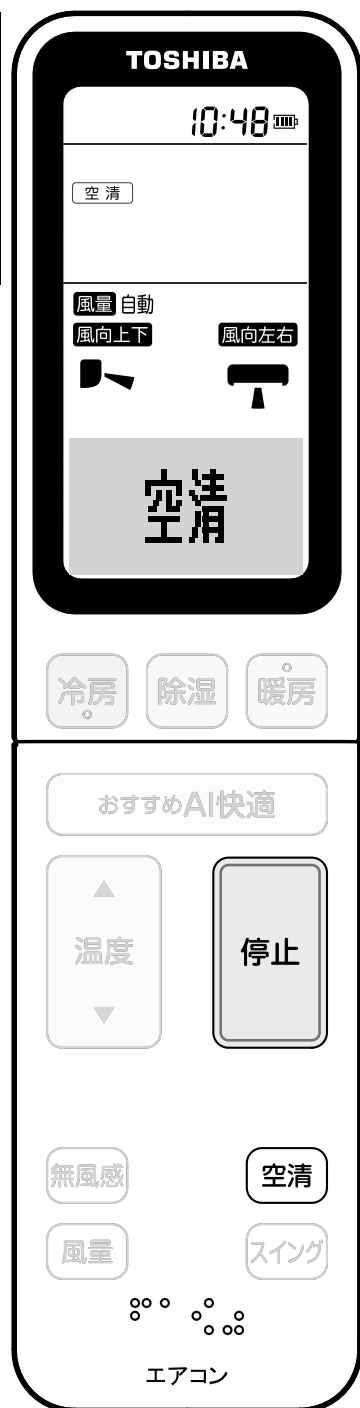 TOSHIBA
10:48
空清
風量 自動
風向上下 風向左右
空清
冷房 除湿 暖房
おすすめAI快適
温度
停止
無風感 空清
風量 スイング
エアコン